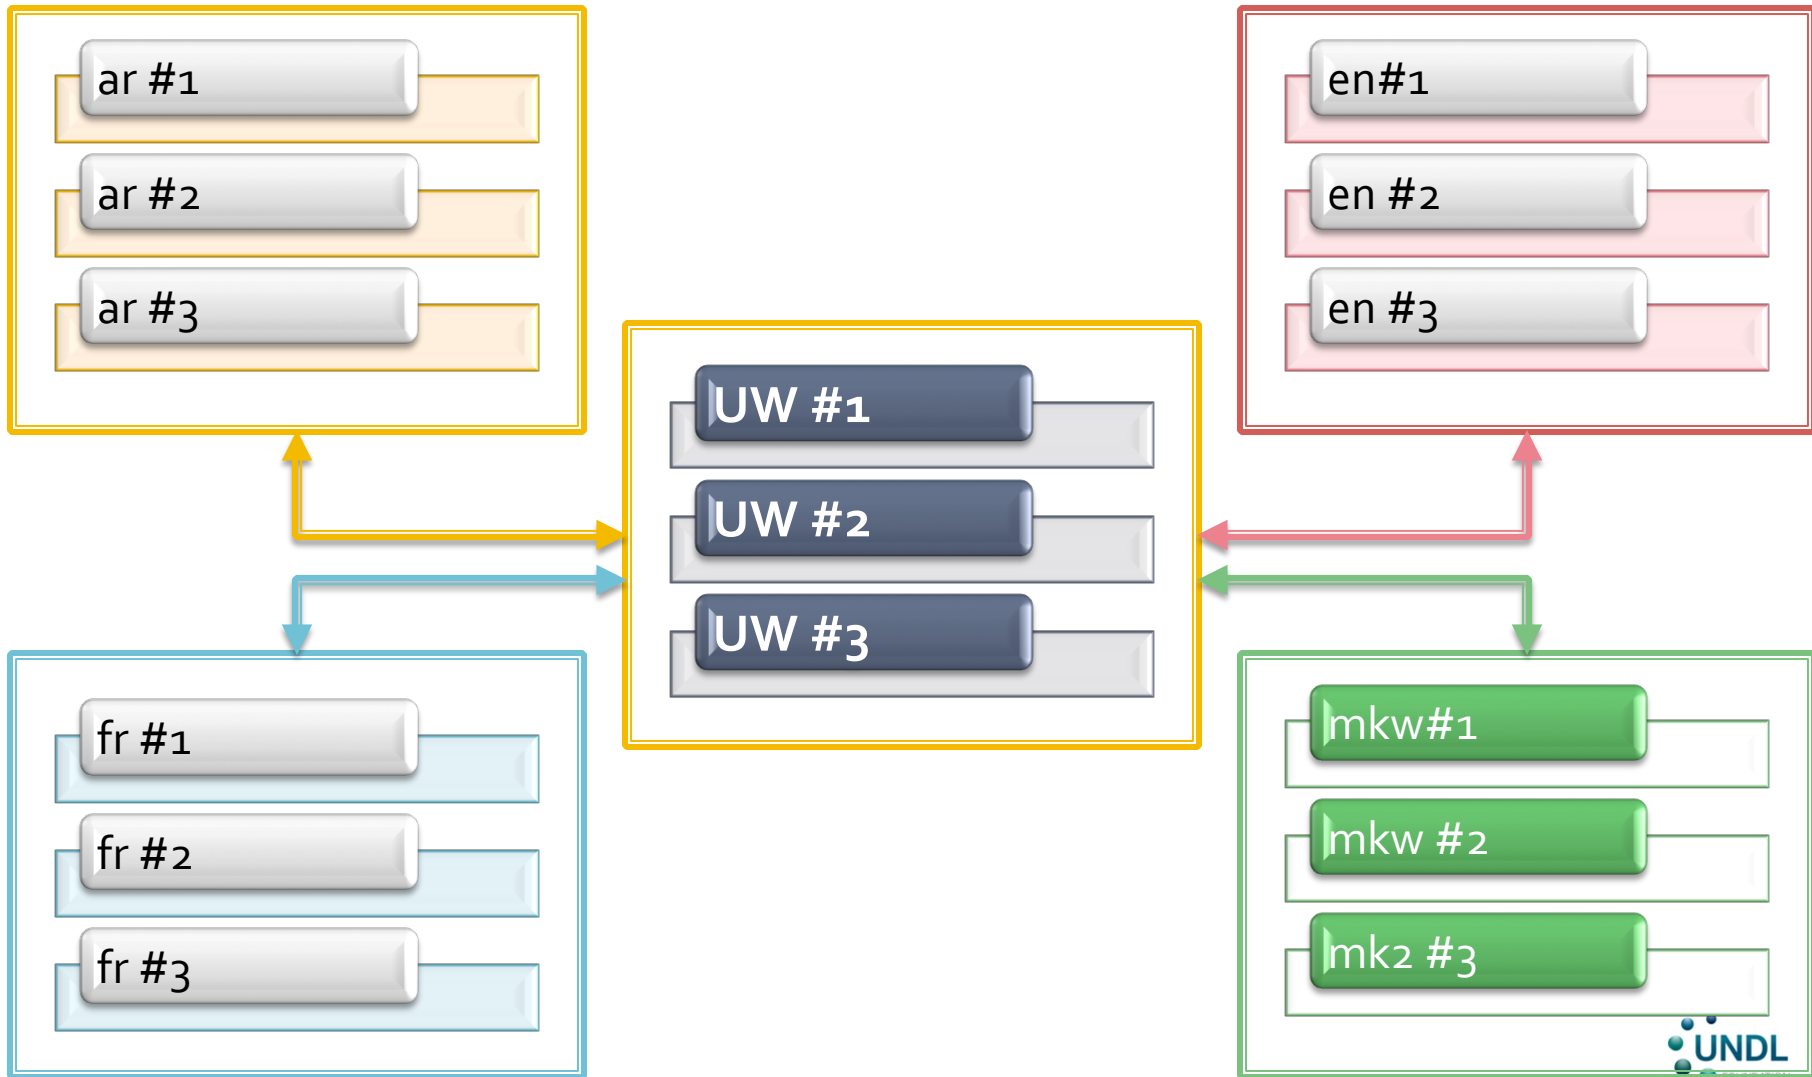 ar #1
ar #2
ar #3
en#1
en #2
en #3
UW #1
UW #2
UW #3
fr #1
fr #2
fr #3
mkw#1
mkw #2
mk2 #3
UNDL